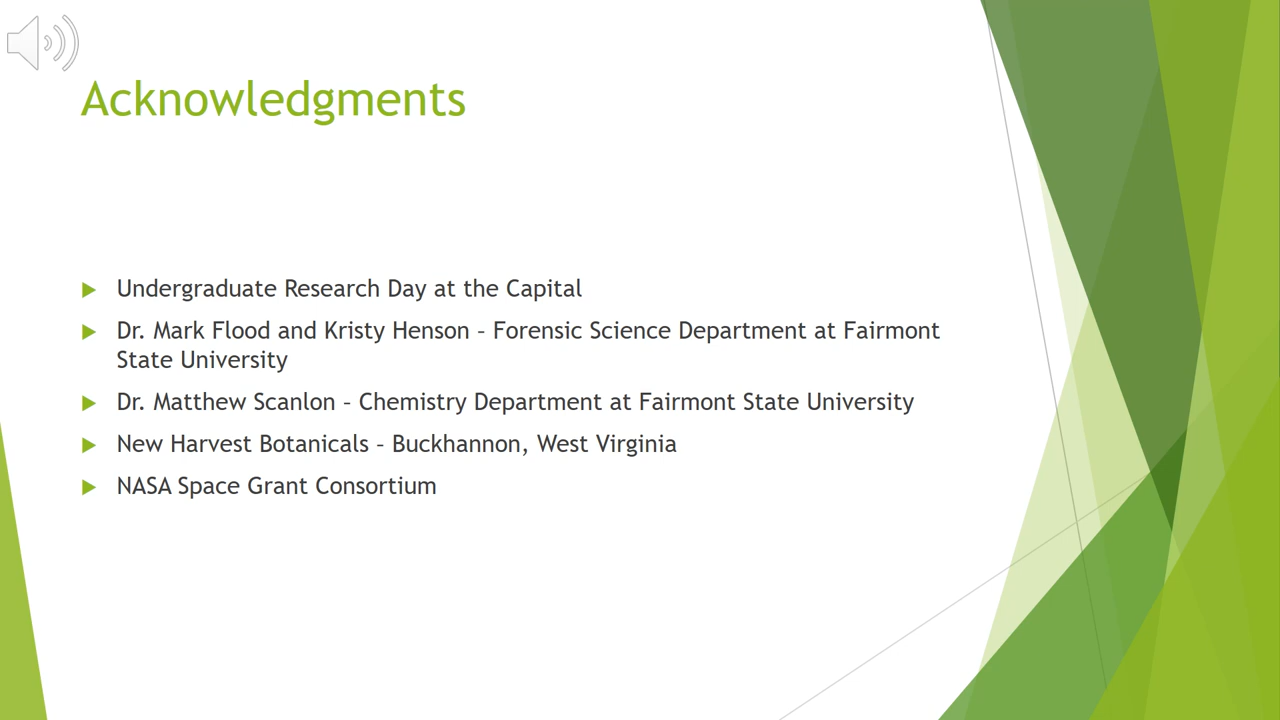 Acknowledgments
Undergraduate Research Day at the Capital
Dr. Mark Flood and Kristy Henson – Forensic Science Department at Fairmont
State University
Dr. Matthew Scanlon – Chemistry Department at Fairmont State University
New Harvest Botanicals – Buckhannon, West Virginia
NASA Space Grant Consortium